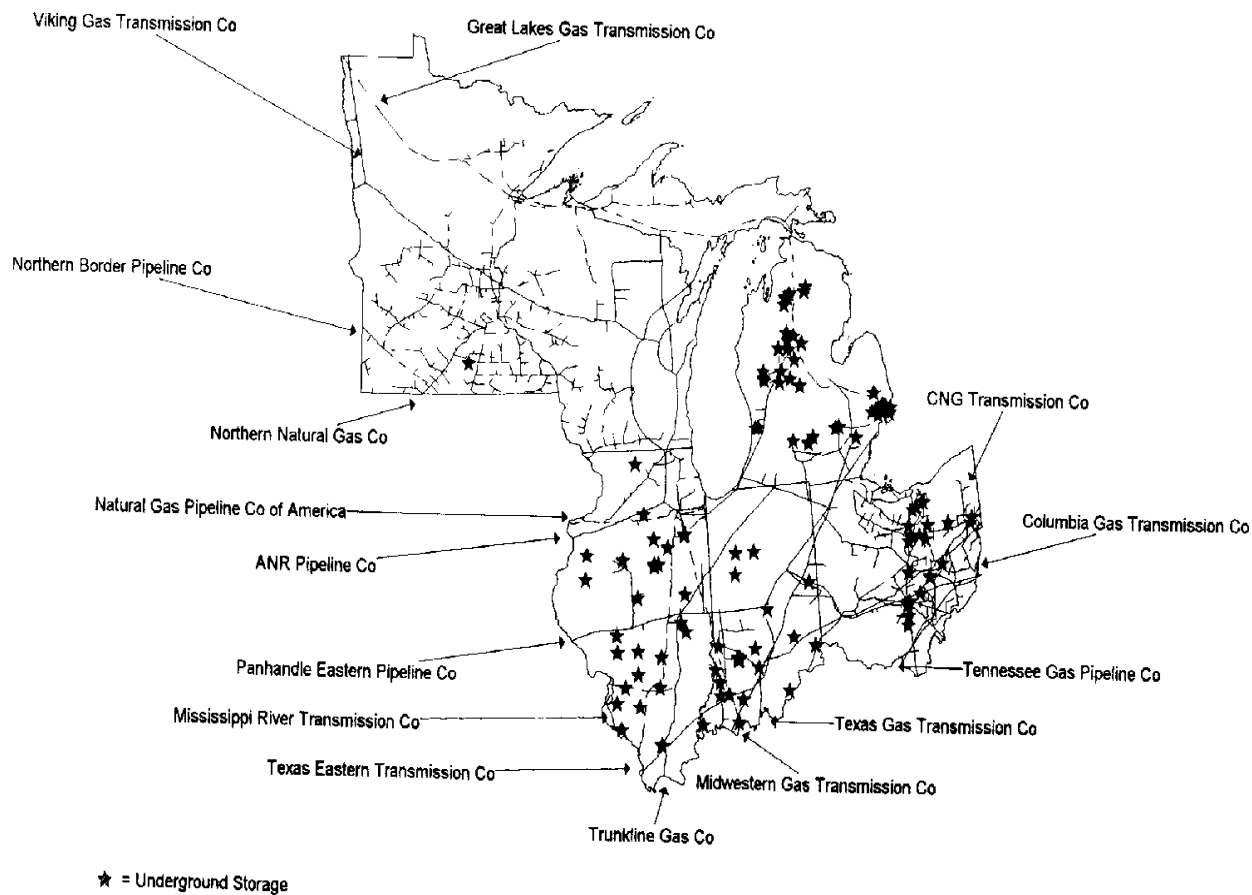 Viking Gas Transmission Co
Great Lakes Gas Transmission Co
Northern Border Pipeline Co
CNG Transmission Co
Northern Natural Gas Co
Natural Gas Pipeline Co of America
Columbia Gas Transmission Co
ANR Pipeline Co
Panhandle Eastern Pipeline Co
Tennessee Gas Pipeline Co
Mississippi River Transmission Co
Texas Gas Transmission Co
Texas Eastern Transmission Co
Midwestern Gas Transmission Co
Trunkline Gas Co
★ = Underground Storage